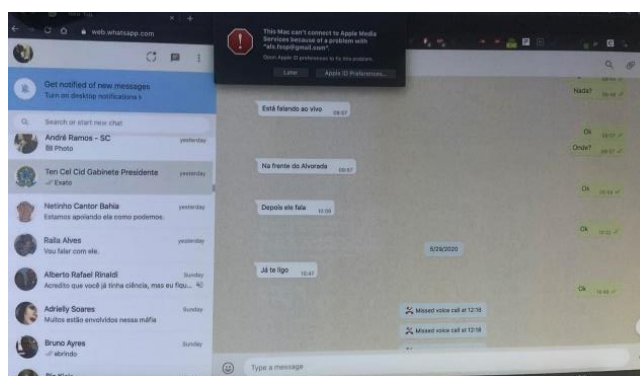 web.whatsapp.com
This Mac can't connect to Apple Media
Services because of a problem with
Open Apple ID preferences to fix this problem.
Later
Apple ID Preferences...
Get notified of new messages
Turn on desktop notifications
Search or start new chat
André Ramos - SC
yesterday
Photo
Ten Cel Cid Gabinete Presidente
yesterday
Exato
Netinho Cantor Bahia
yesterday
Estamos apoiando ele como podemos.
Raila Alves
yesterday
Vou falar com ele.
Alberto Rafael Rinaldi
Sunday
Acredito que você já tinha ciência, mas eu fiqu...
Adrielly Soares
Sunday
Muitos estão envolvidos nessa máfia
Bruno Ayres
Sunday
abrindo
Nada?
Está falando ao vivo
Ok
Onde?
Na frente do Alvorada
Ok
Depois ele fala
Ok
5/29/2020
Já te ligo
Ok
Missed voice call at 12:18
Missed voice call at 12:18
Type a message